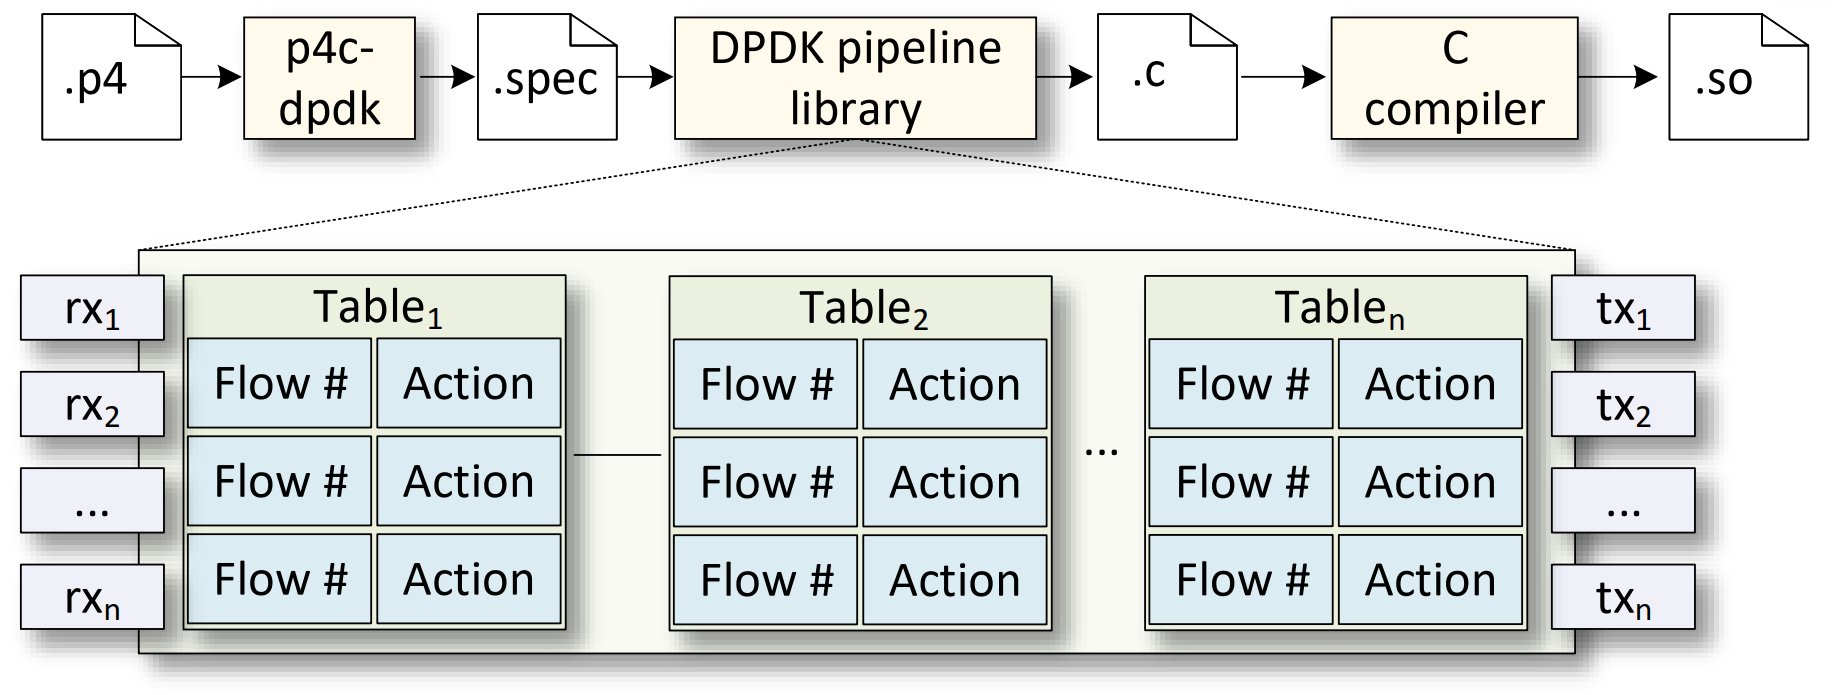 .p4
p4c-
dpdk
.spec
DPDK pipeline
library
.c
C
compiler
.so
rx1
rx2
...
rxn
Table1
Flow # Action
Flow # Action
Flow # Action
Table2
Flow # Action
Flow # Action
Flow # Action
...
Tablen
Flow # Action
Flow # Action
Flow # Action
tx1
tx2
...
txn